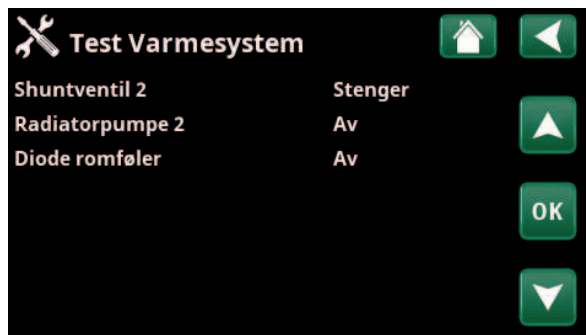 Test Varmesystem
Shuntventil 2 Stenger
Radiatorpumpe 2 Av
Diode romføler Av
OK